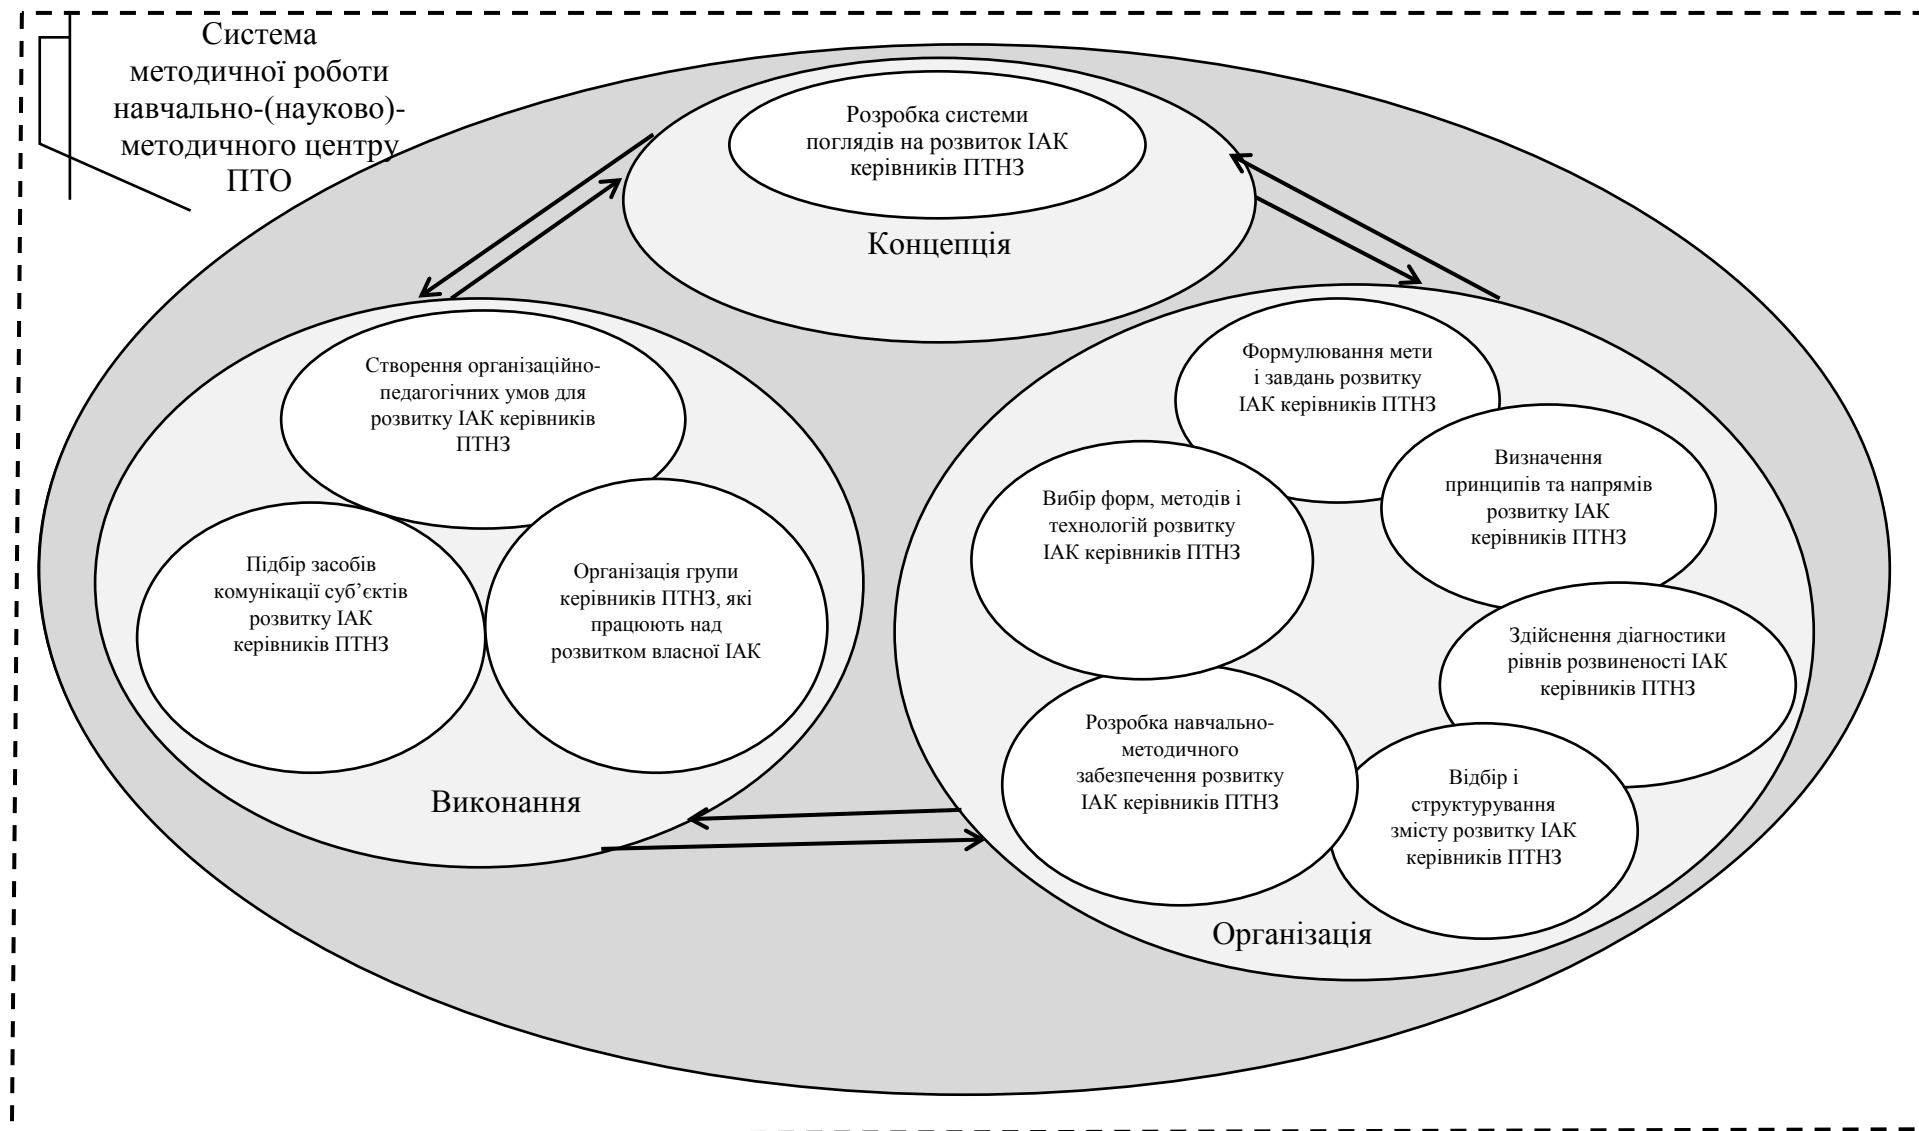 Система
методичної роботи
навчально-(науково)-
методичного центру
ПТО
Розробка системи
поглядів на розвиток ІАК
керівників ПТНЗ
Концепція
Створення організаційно-
педагогічних умов для
розвитку ІАК керівників
ПТНЗ
Підбір засобів
комунікації суб’єктів
розвитку ІАК
керівників ПТНЗ
Організація групи
керівників ПТНЗ, які
працюють над
розвитком власної ІАК
Виконання
Формулювання мети
і завдань розвитку
ІАК керівників ПТНЗ
Визначення
принципів та напрямів
розвитку ІАК
керівників ПТНЗ
Вибір форм, методів і
технологій розвитку
ІАК керівників ПТНЗ
Здійснення діагностики
рівнів розвиненості ІАК
керівників ПТНЗ
Розробка навчально-
методичного
забезпечення розвитку
ІАК керівників ПТНЗ
Відбір і
структурування
змісту розвитку ІАК
керівників ПТНЗ
Організація